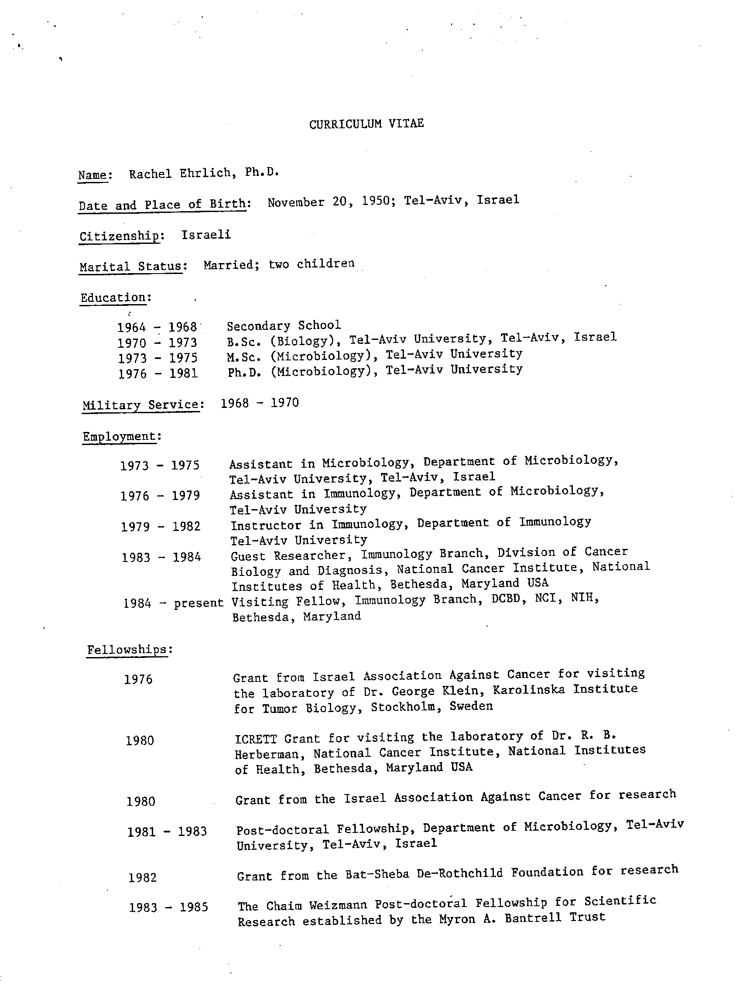 CURRICULUM VITAE
Name: Rachel Ehrlich, Ph.D.
Date and Place of Birth: November 20, 1950; Tel-Aviv, Israel
Citizenship: Israeli
Marital Status: Married; two children
Education:
1964 - 1968 Secondary School
1970 - 1973 B.Sc. (Biology), Tel-Aviv University, Tel-Aviv, Israel
1973 - 1975 M.Sc. (Microbiology), Tel-Aviv University
1976 - 1981 Ph.D. (Microbiology), Tel-Aviv University
Military Service: 1968 - 1970
Employment:
1973 - 1975 Assistant in Microbiology, Department of Microbiology,
Tel-Aviv University, Tel-Aviv, Israel
1976 - 1979 Assistant in Immunology, Department of Microbiology,
Tel-Aviv University
1979 - 1982 Instructor in Immunology, Department of Immunology
Tel-Aviv University
1983 - 1984 Guest Researcher, Immunology Branch, Division of Cancer
Biology and Diagnosis, National Cancer Institute, National
Institutes of Health, Bethesda, Maryland USA
1984 - present Visiting Fellow, Immunology Branch, DCBD, NCI, NIH,
Bethesda, Maryland
Fellowships:
1976 Grant from Israel Association Against Cancer for visiting
the laboratory of Dr. George Klein, Karolinska Institute
for Tumor Biology, Stockholm, Sweden
1980 ICRETT Grant for visiting the laboratory of Dr. R. B.
Herberman, National Cancer Institute, National Institutes
of Health, Bethesda, Maryland USA
1980 Grant from the Israel Association Against Cancer for research
1981 - 1983 Post-doctoral Fellowship, Department of Microbiology, Tel-Aviv
University, Tel-Aviv, Israel
1982 Grant from the Bat-Sheba De-Rothchild Foundation for research
1983 - 1985 The Chaim Weizmann Post-doctoral Fellowship for Scientific
Research established by the Myron A. Bantrell Trust